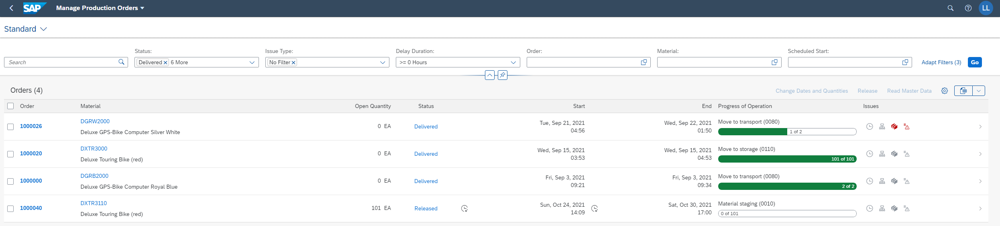 SAP Manage Production Orders LL
Standard
Status: Issue Type: Delay Duration: Order: Material: Scheduled Start:
Search Delivered 6 More No Filter >= 0 Hours Adapt Filters (3) Go
Orders (4) Change Dates and Quantities Release Read Master Data
Order Material Open Quantity Status Start End Progress of Operation Issues
1000026 DGRW2000 0 EA Delivered Tue, Sep 21, 2021 Wed, Sep 22, 2021 Move to transport (0080)
Deluxe GPS-Bike Computer Silver White 04:56 01:50 1 of 2
1000020 DXTR3000 0 EA Delivered Wed, Sep 15, 2021 Wed, Sep 15, 2021 Move to storage (0110)
Deluxe Touring Bike (red) 03:53 04:53 101 of 101
1000000 DGRB2000 0 EA Delivered Fri, Sep 3, 2021 Fri, Sep 3, 2021 Move to transport (0080)
Deluxe GPS-Bike Computer Royal Blue 09:21 09:34 2 of 2
1000040 DXTR3110 101 EA Released Sun, Oct 24, 2021 Sat, Oct 30, 2021 Material staging (0010)
Deluxe Touring Bike (red) 14:09 17:00 0 of 101